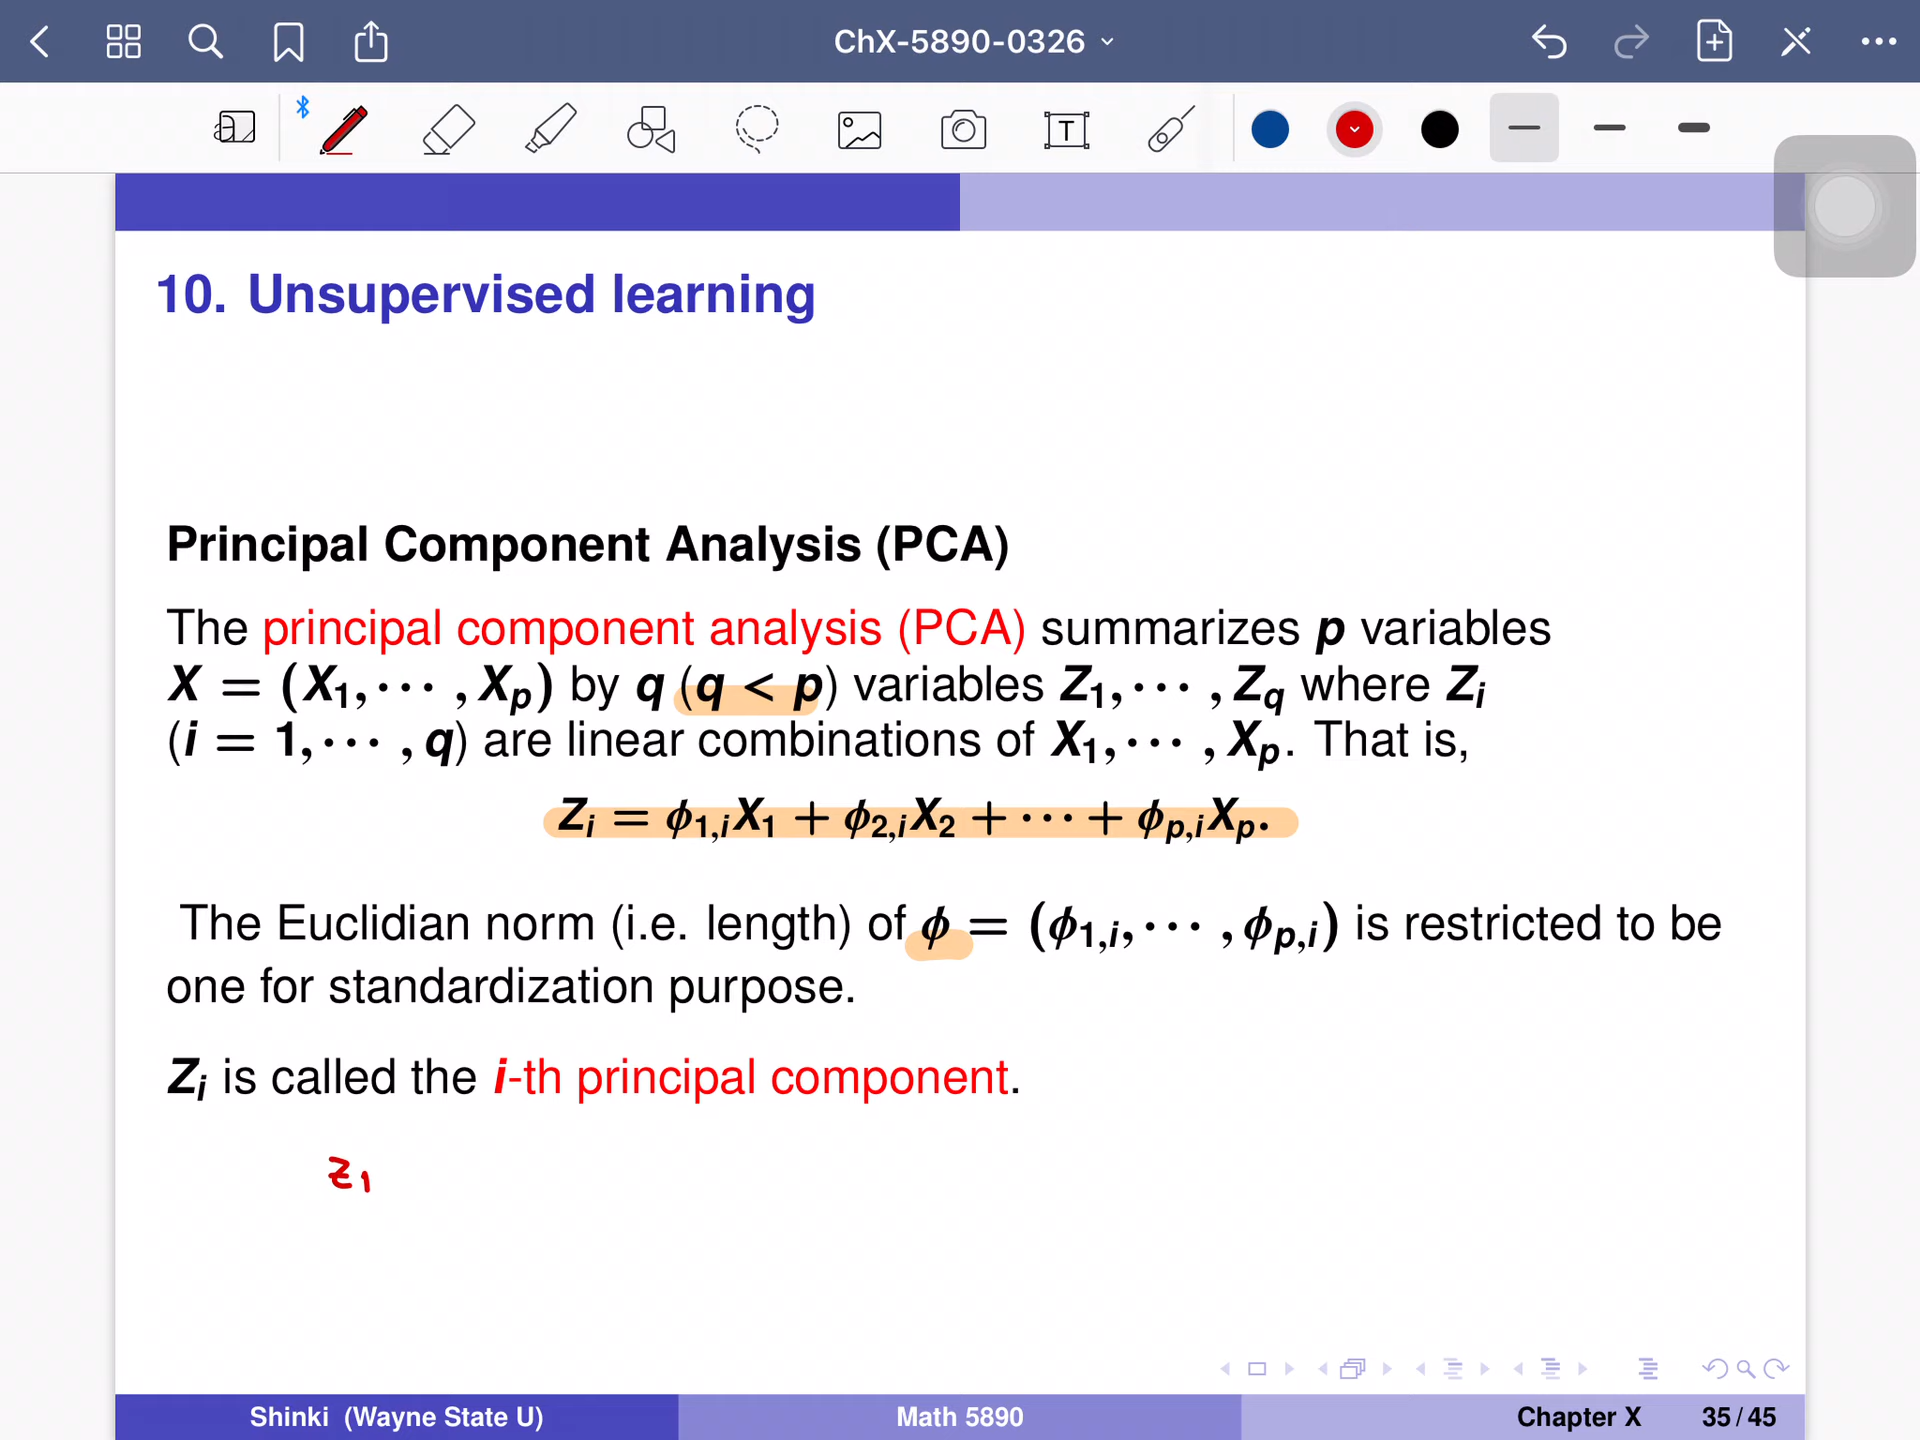 ChX-5890-0326
10. Unsupervised learning
Principal Component Analysis (PCA)
The principal component analysis (PCA) summarizes p variables
X = (X₁, ⋯ , Xₚ) by q (q < p) variables Z₁, ⋯ , Z_q where Zᵢ
(i = 1, ⋯ , q) are linear combinations of X₁, ⋯ , Xₚ. That is,
Zᵢ = ϕ₁,ᵢX₁ + ϕ₂,ᵢX₂ + ⋯ + ϕₚ,ᵢXₚ.
The Euclidian norm (i.e. length) of ϕ = (ϕ₁,ᵢ, ⋯ , ϕₚ,ᵢ) is restricted to be
one for standardization purpose.
Zᵢ is called the i-th principal component.
z₁
Shinki (Wayne State U) Math 5890 Chapter X 35 / 45